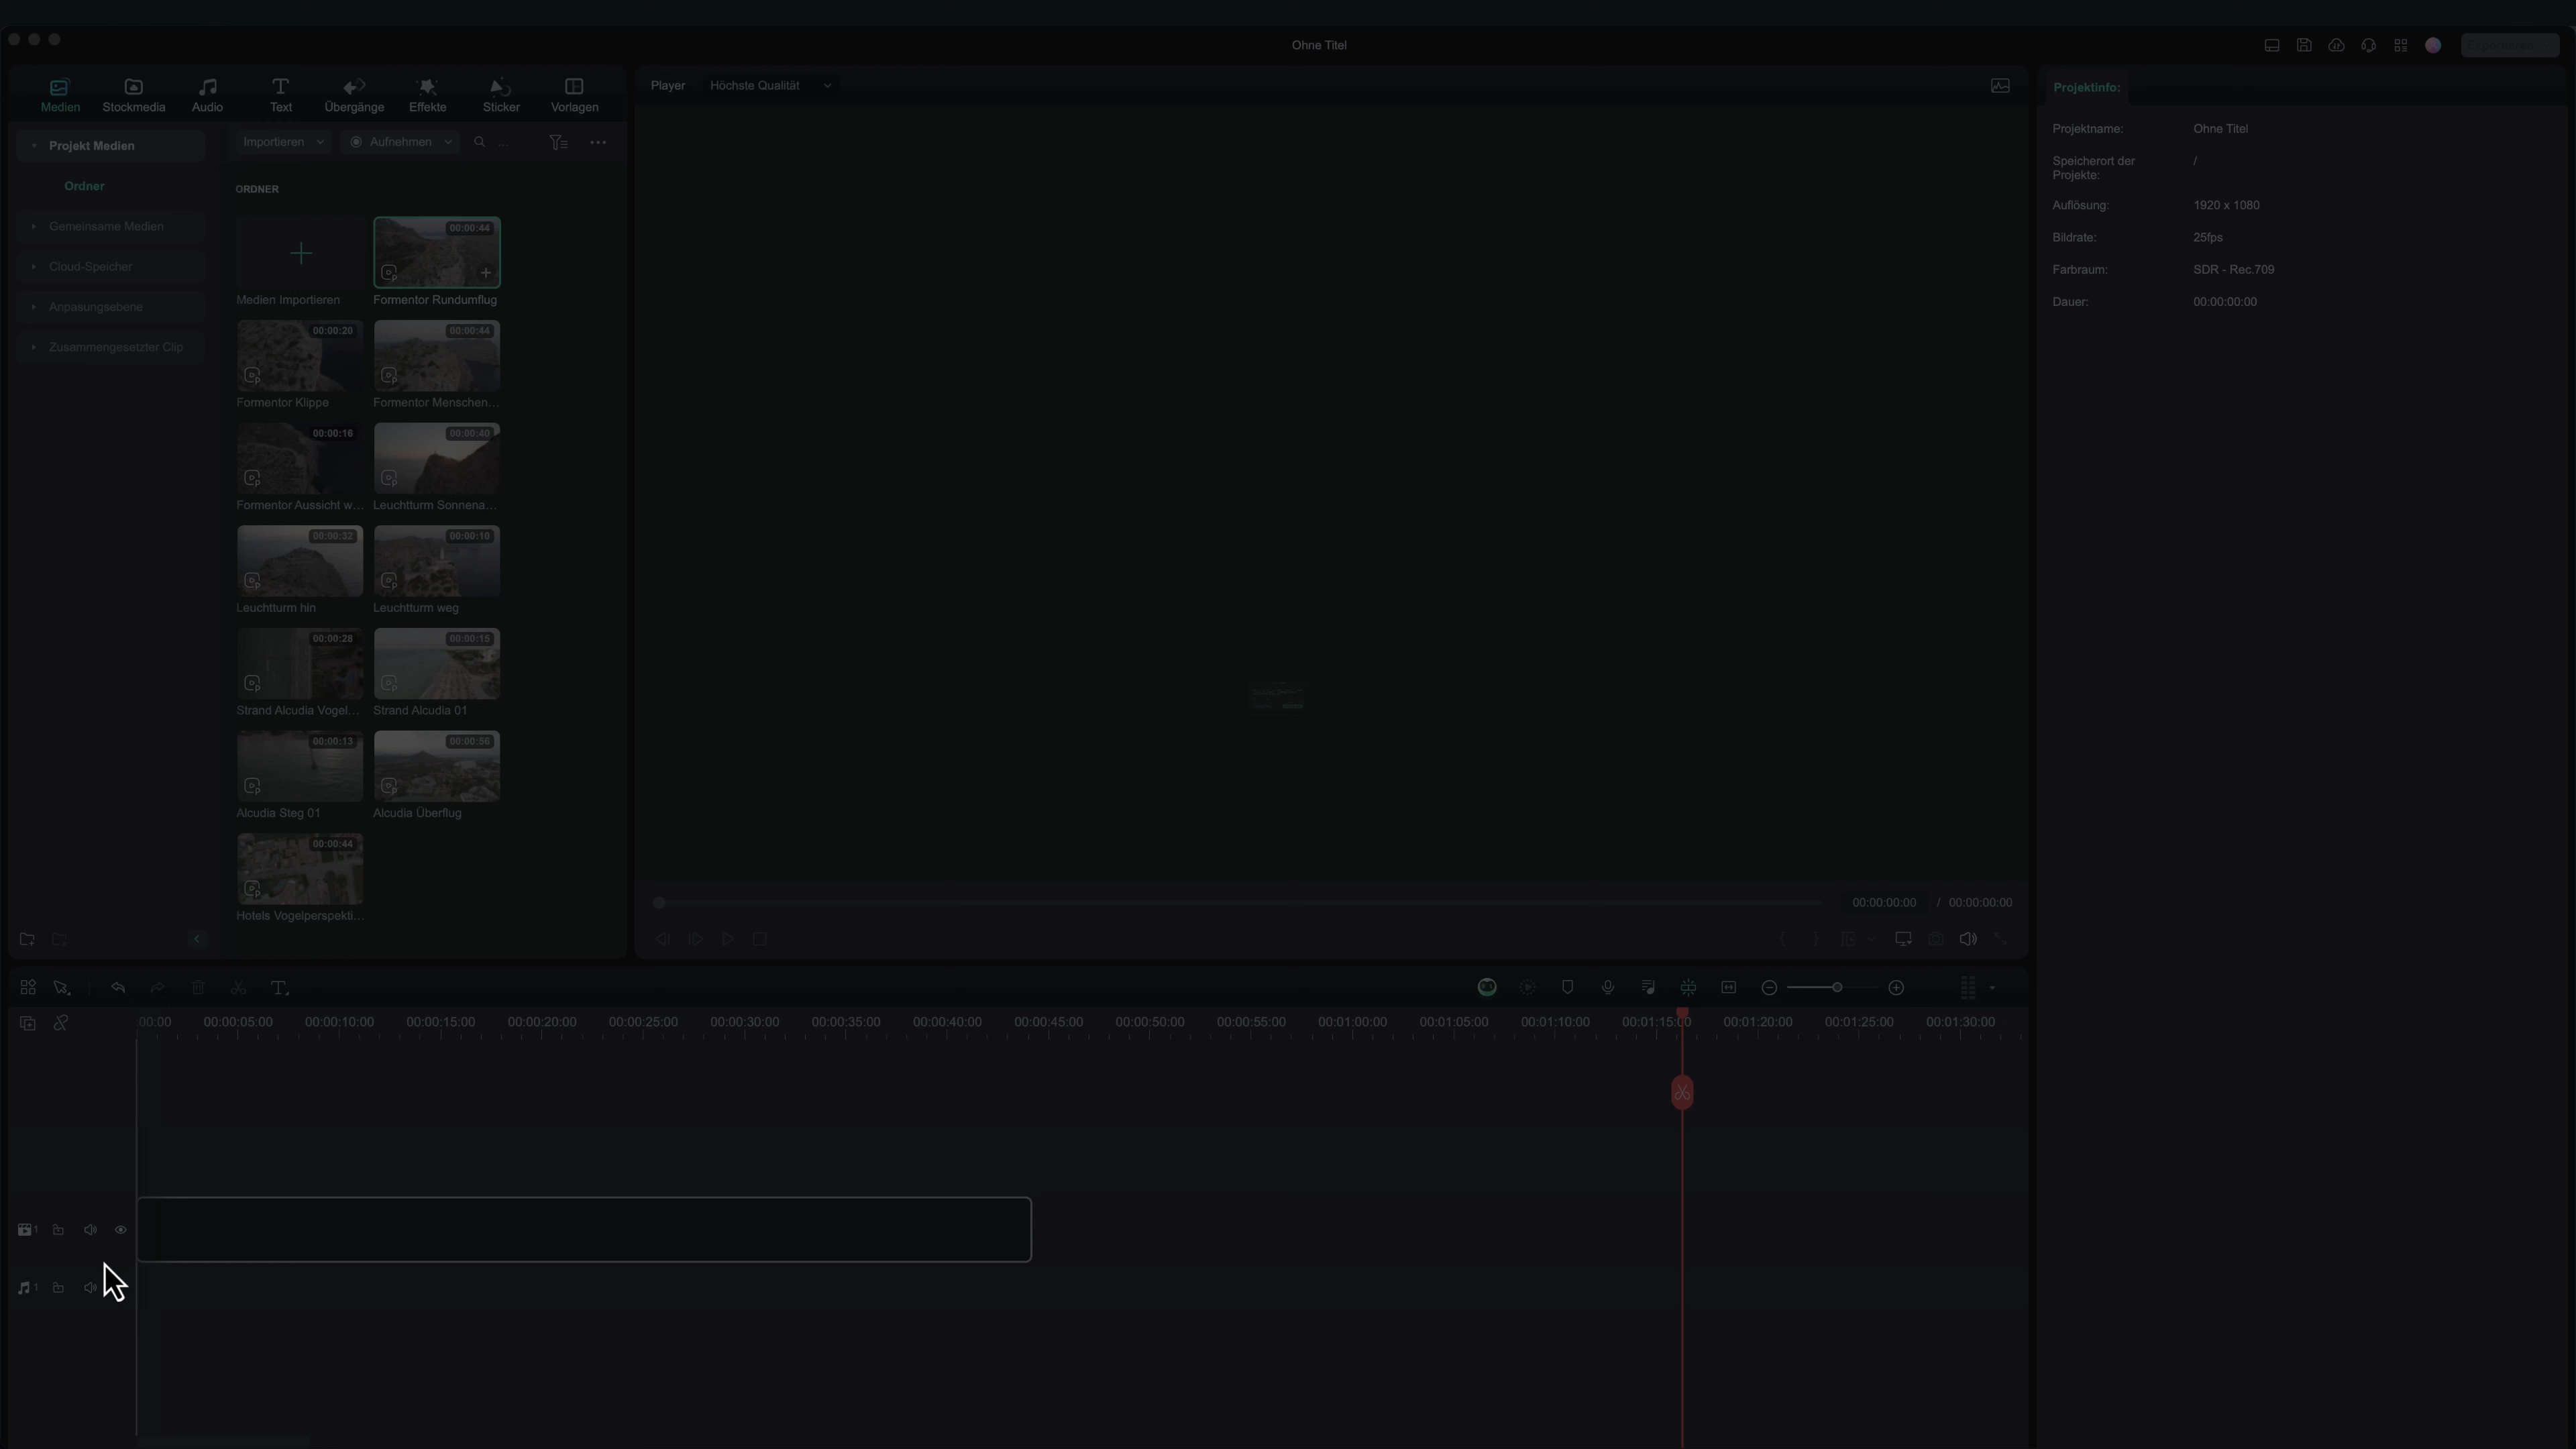 Ohne Titel
Medien
Stockmedia
Audio
Text
Übergänge
Effekte
Sticker
Vorlagen
Player
Höchste Qualität
Projektinfo:
Projekt Medien
Ordner
Gemeinsame Medien
Cloud-Speicher
Anpasungsebene
Zusammengesetzter Clip
Importieren
Aufnehmen
...
ORDNER
Medien Importieren
00:00:44
Formentor Rundumflug
00:00:20
Formentor Klippe
00:00:44
Formentor Menschen...
00:00:16
Formentor Aussicht w...
00:00:40
Leuchtturm Sonnena...
00:00:32
Leuchtturm hin
00:00:10
Leuchtturm weg
00:00:28
Strand Alcudia Vogel...
00:00:15
Strand Alcudia 01
00:00:13
Alcudia Steg 01
00:00:56
Alcudia Überflug
00:00:44
Hotels Vogelperspekti...
Projektname: Ohne Titel
Speicherort der
Projekte: /
Auflösung: 1920 x 1080
Bildrate: 25fps
Farbraum: SDR - Rec.709
Dauer: 00:00:00:00
00:00:00:00 / 00:00:00:00
:00:00 00:00:05:00 00:00:10:00 00:00:15:00 00:00:20:00 00:00:25:00 00:00:30:00 00:00:35:00 00:00:40:00 00:00:45:00 00:00:50:00 00:00:55:00 00:01:00:00 00:01:05:00 00:01:10:00 00:01:15:00 00:01:20:00 00:01:25:00 00:01:30:00
1
1